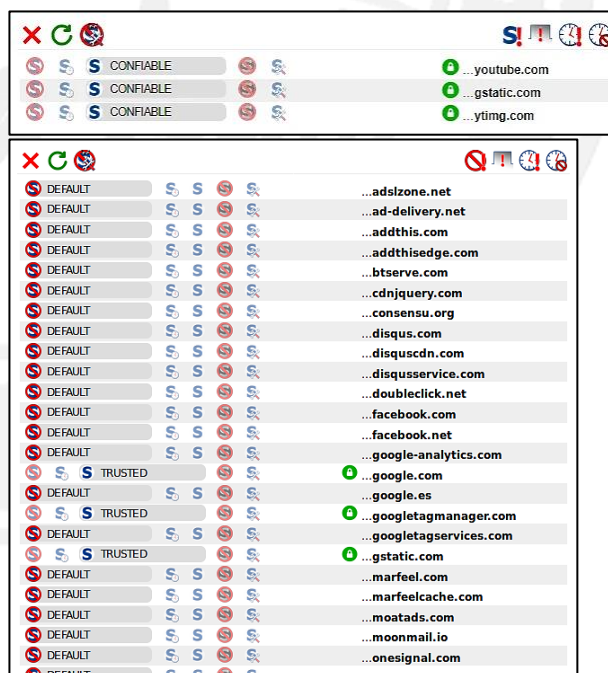 CONFIABLE ...youtube.com
CONFIABLE ...gstatic.com
CONFIABLE ...ytimg.com
DEFAULT ...adslzone.net
DEFAULT ...ad-delivery.net
DEFAULT ...addthis.com
DEFAULT ...addthisedge.com
DEFAULT ...btserve.com
DEFAULT ...cdnjquery.com
DEFAULT ...consensu.org
DEFAULT ...disqus.com
DEFAULT ...disquscdn.com
DEFAULT ...disqusservice.com
DEFAULT ...doubleclick.net
DEFAULT ...facebook.com
DEFAULT ...facebook.net
DEFAULT ...google-analytics.com
TRUSTED ...google.com
DEFAULT ...google.es
TRUSTED ...googletagmanager.com
DEFAULT ...googletagservices.com
TRUSTED ...gstatic.com
DEFAULT ...marfeel.com
DEFAULT ...marfeelcache.com
DEFAULT ...moatads.com
DEFAULT ...moonmail.io
DEFAULT ...onesignal.com